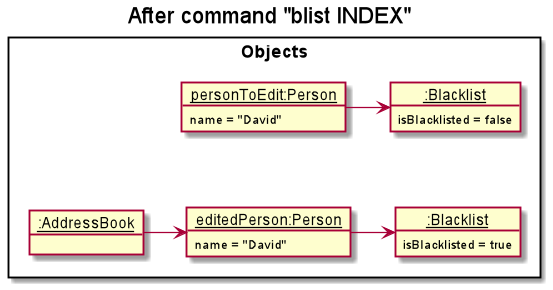 After command "blist INDEX"
Objects
personToEdit:Person
name = "David"
:Blacklist
isBlacklisted = false
:AddressBook
editedPerson:Person
name = "David"
:Blacklist
isBlacklisted = true